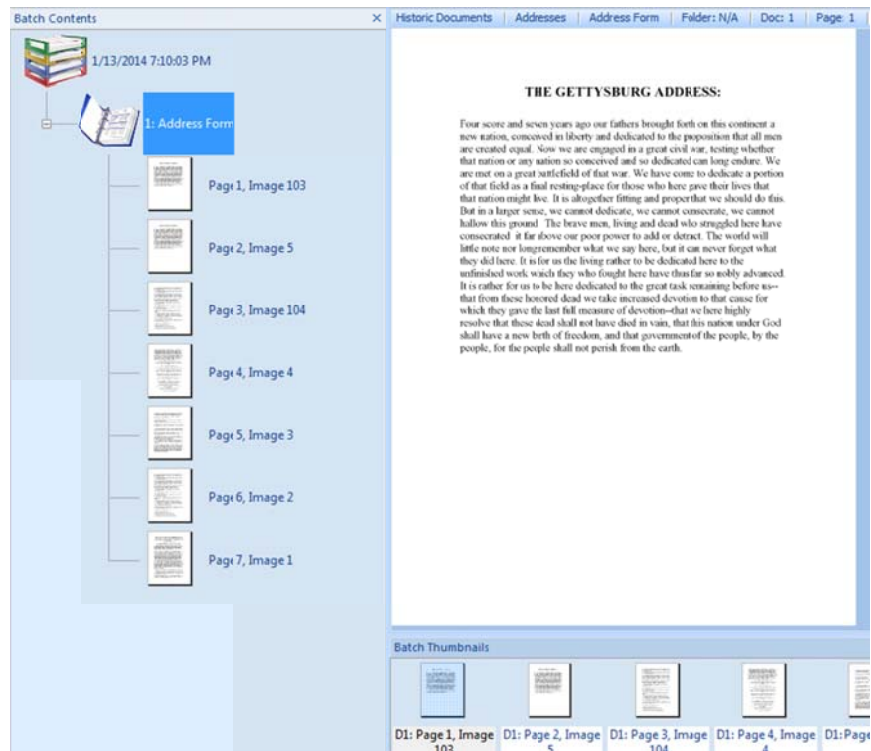 Batch Contents
Historic Documents Addresses Address Form Folder: N/A Doc: 1 Page: 1
1/13/2014 7:10:03 PM
1: Address Form
Page 1, Image 103
Page 2, Image 5
Page 3, Image 104
Page 4, Image 4
Page 5, Image 3
Page 6, Image 2
Page 7, Image 1
THE GETTYSBURG ADDRESS:
Four score and seven years ago our fathers brought forth on this continent a
new nation, conceived in liberty and dedicated to the proposition that all men
are created equal. Now we are engaged in a great civil war, testing whether
that nation or any nation so conceived and so dedicated can long endure. We
are met on a great battlefield of that war. We have come to dedicate a portion
of that field as a final resting-place for those who here gave their lives that
that nation might live. It is altogether fitting and proper that we should do this.
But in a larger sense, we cannot dedicate, we cannot consecrate, we cannot
hallow this ground. The brave men, living and dead who struggled here have
consecrated it far above our poor power to add or detract. The world will
little note nor long remember what we say here, but it can never forget what
they did here. It is for us the living rather to be dedicated here to the
unfinished work which they who fought here have thus far so nobly advanced.
It is rather for us to be here dedicated to the great task remaining before us--
that from these honored dead we take increased devotion to that cause for
which they gave the last full measure of devotion--that we here highly
resolve that these dead shall not have died in vain, that this nation under God
shall have a new birth of freedom, and that government of the people, by the
people, for the people shall not perish from the earth.
Batch Thumbnails
D1: Page 1, Image 103
D1: Page 2, Image 5
D1: Page 3, Image 104
D1: Page 4, Image 4
D1: Page